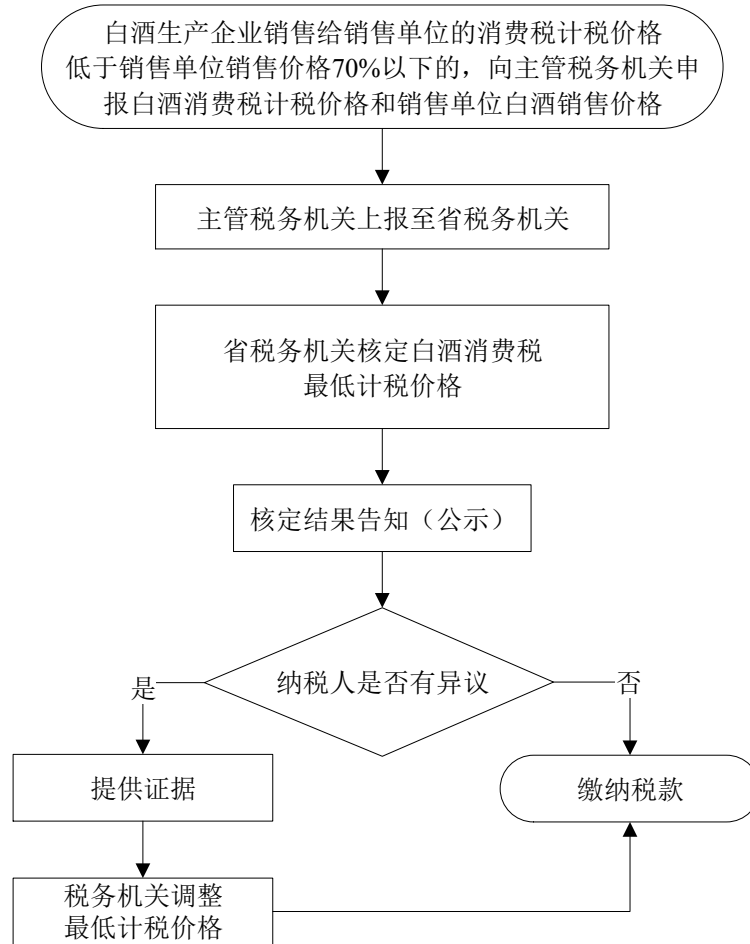 白酒生产企业销售给销售单位的消费税计税价格
低于销售单位销售价格70%以下的，向主管税务机关申
报白酒消费税计税价格和销售单位白酒销售价格
主管税务机关上报至省税务机关
省税务机关核定白酒消费税
最低计税价格
核定结果告知（公示）
纳税人是否有异议
是
否
提供证据
缴纳税款
税务机关调整
最低计税价格